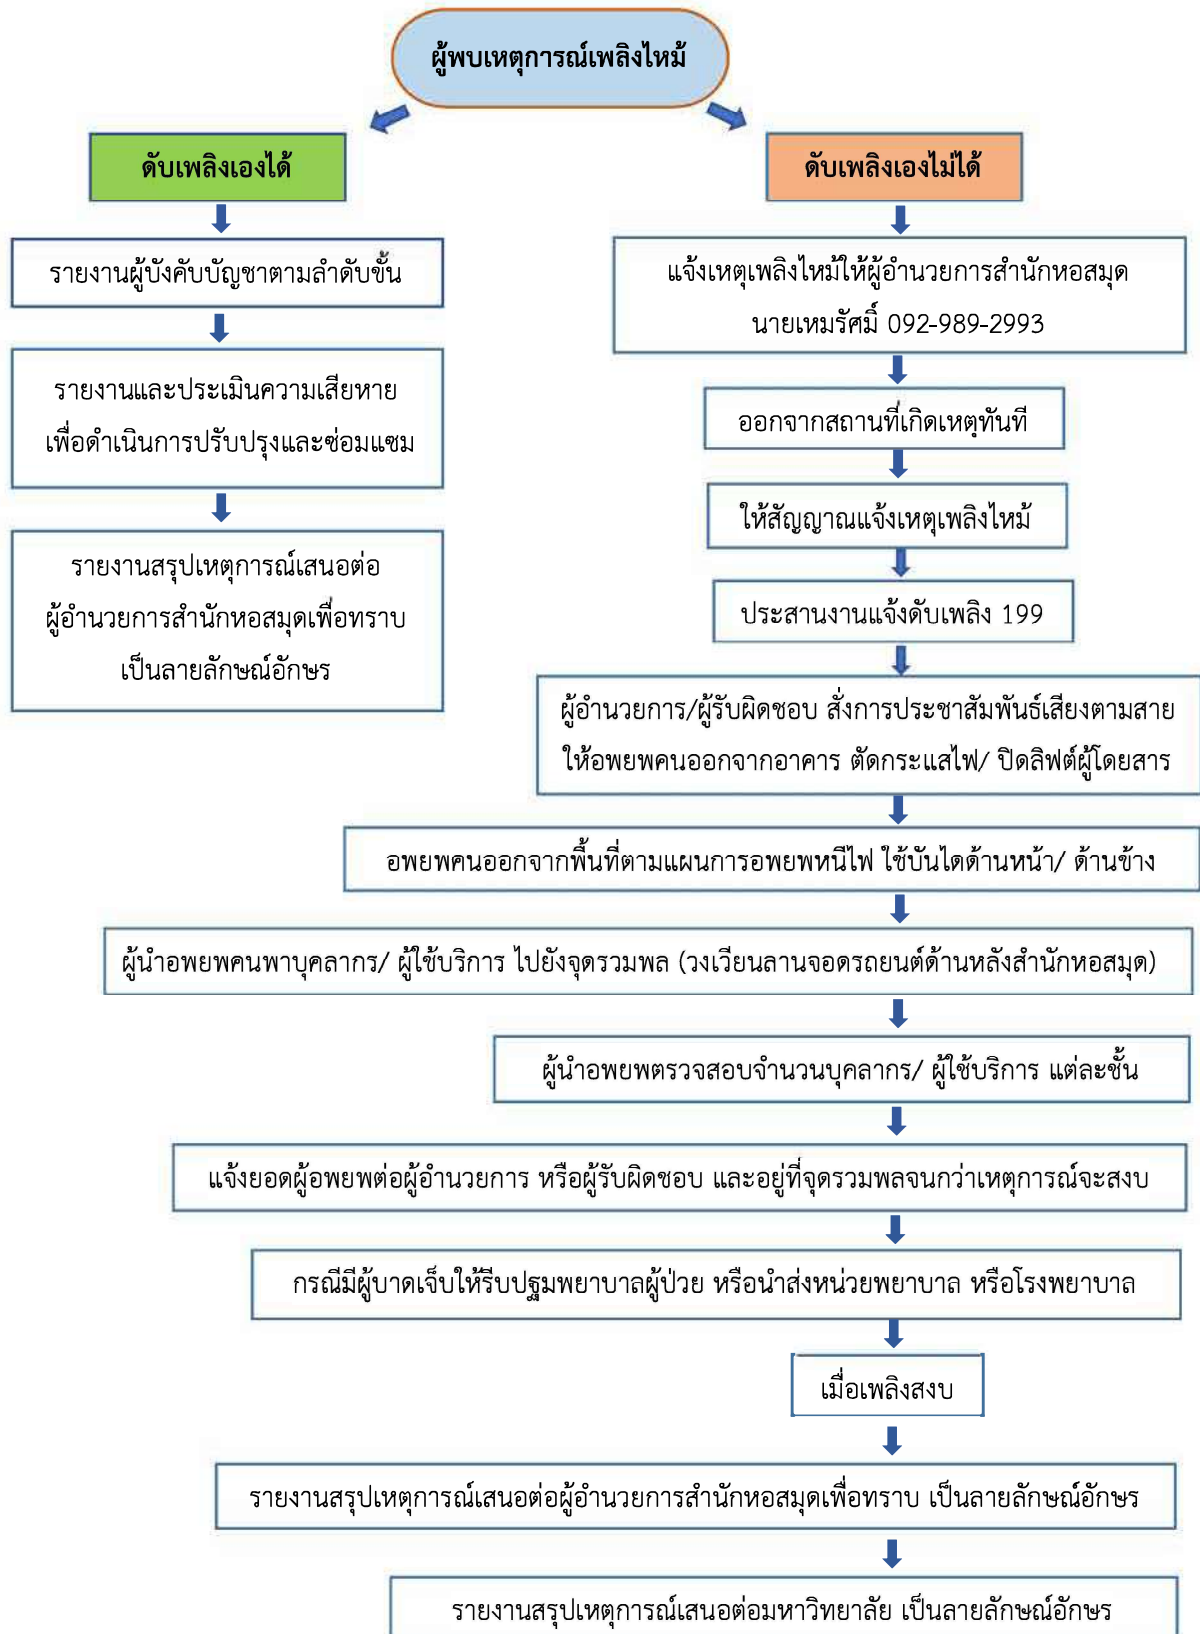 ผู้พบเหตุการณ์เพลิงไหม้
ดับเพลิงเองได้
รายงานผู้บังคับบัญชาตามลำดับขั้น
รายงานและประเมินความเสียหาย
เพื่อดำเนินการปรับปรุงและซ่อมแซม
รายงานสรุปเหตุการณ์เสนอต่อ
ผู้อำนวยการสำนักหอสมุดเพื่อทราบ
เป็นลายลักษณ์อักษร
ดับเพลิงเองไม่ได้
แจ้งเหตุเพลิงไหม้ให้ผู้อำนวยการสำนักหอสมุด
นายเหมรัศมิ์ 092-989-2993
ออกจากสถานที่เกิดเหตุทันที
ให้สัญญาณแจ้งเหตุเพลิงไหม้
ประสานงานแจ้งดับเพลิง 199
ผู้อำนวยการ/ผู้รับผิดชอบ สั่งการประชาสัมพันธ์เสียงตามสาย
ให้อพยพคนออกจากอาคาร ตัดกระแสไฟ/ ปิดลิฟต์ผู้โดยสาร
อพยพคนออกจากพื้นที่ตามแผนการอพยพหนีไฟ ใช้บันไดด้านหน้า/ ด้านข้าง
ผู้นำอพยพคนพาบุคลากร/ ผู้ใช้บริการ ไปยังจุดรวมพล (วงเวียนลานจอดรถยนต์ด้านหลังสำนักหอสมุด)
ผู้นำอพยพตรวจสอบจำนวนบุคลากร/ ผู้ใช้บริการ แต่ละชั้น
แจ้งยอดผู้อพยพต่อผู้อำนวยการ หรือผู้รับผิดชอบ และอยู่ที่จุดรวมพลจนกว่าเหตุการณ์จะสงบ
กรณีมีผู้บาดเจ็บให้รีบปฐมพยาบาลผู้ป่วย หรือนำส่งหน่วยพยาบาล หรือโรงพยาบาล
เมื่อเพลิงสงบ
รายงานสรุปเหตุการณ์เสนอต่อผู้อำนวยการสำนักหอสมุดเพื่อทราบ เป็นลายลักษณ์อักษร
รายงานสรุปเหตุการณ์เสนอต่อมหาวิทยาลัย เป็นลายลักษณ์อักษร